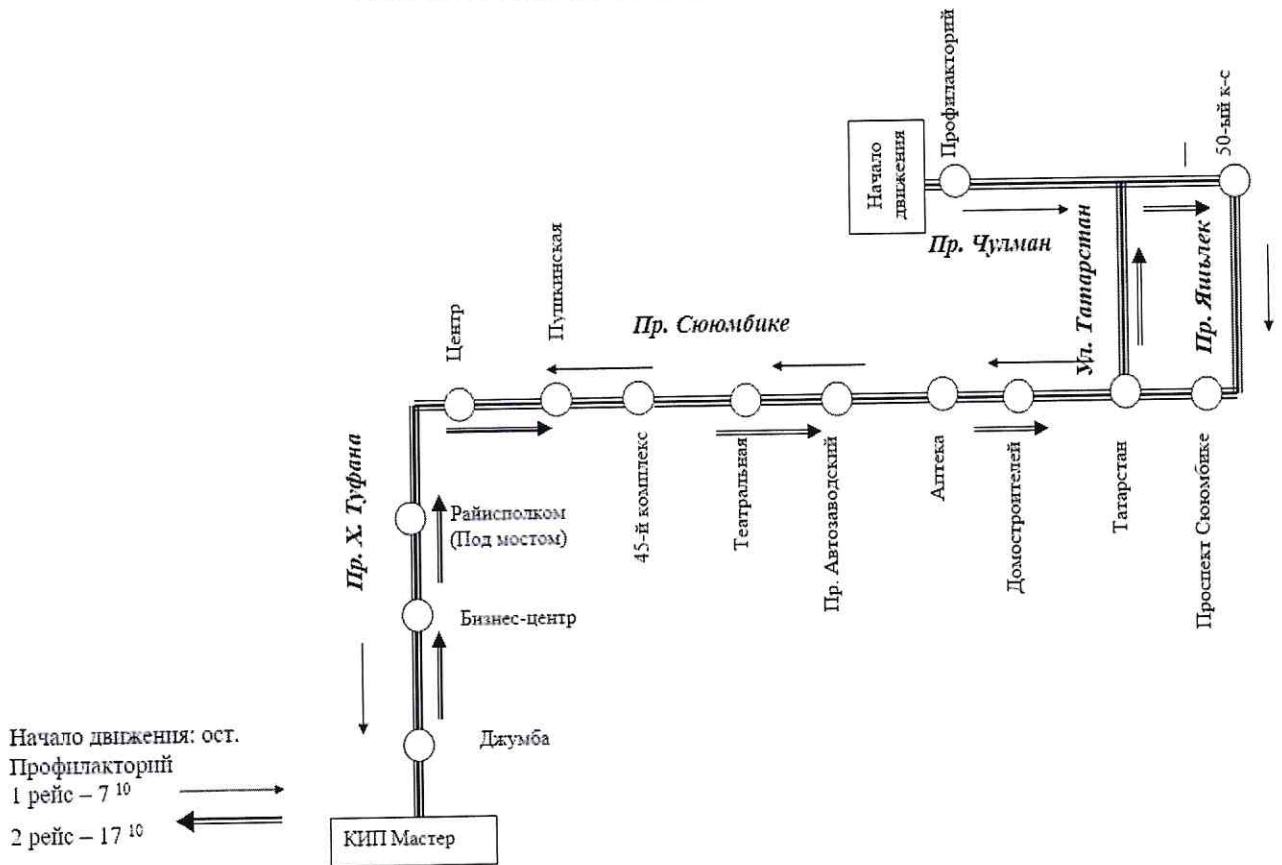 Профилакторий
50-ый к-с
Начало
движения
Пр. Чулман
Ул. Татарстан
Пр. Яшьлек
Пушкинская
Центр
Пр. Сююмбике
Пр. Х. Туфана
Райисполком
(Под мостом)
45-й комплекс
Театральная
Пр. Автозаводский
Аптека
Домостроителей
Татарстан
Проспект Сююмбике
Бизнес-центр
Джумба
Начало движения: ост.
Профилакторий
1 рейс – 7 10
2 рейс – 17 10
КИП Мастер